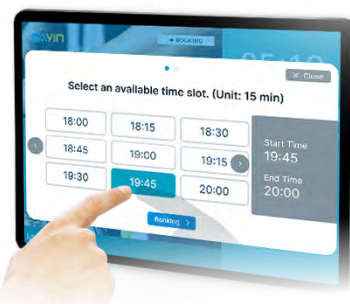 BOOKING
Close
Select an available time slot. (Unit: 15 min)
18:00 18:15 18:30
18:45 19:00 19:15
19:30 19:45 20:00
Start Time
19:45
End Time
20:00
Booking